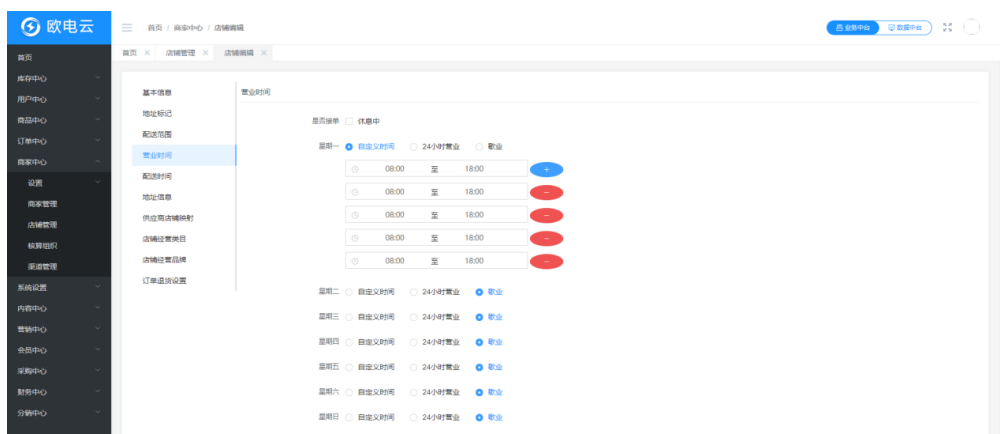 欧电云
首页 / 商家中心 / 店铺编辑
业务中台
数据中台
首页 × 店铺管理 × 店铺编辑 ×
首页
库存中心
用户中心
商品中心
订单中心
商家中心
设置
商家管理
店铺管理
核算组织
渠道管理
系统设置
内容中心
营销中心
会员中心
采购中心
财务中心
分销中心
基本信息
地址标记
配送范围
营业时间
配送时间
地址信息
供应商店铺映射
店铺经营类目
店铺经营品牌
订单退货设置
营业时间
是否接单 休息中
星期一 自定义时间 24小时营业 歇业
08:00 至 18:00 +
08:00 至 18:00 −
08:00 至 18:00 −
08:00 至 18:00 −
08:00 至 18:00 −
星期二 自定义时间 24小时营业 歇业
星期三 自定义时间 24小时营业 歇业
星期四 自定义时间 24小时营业 歇业
星期五 自定义时间 24小时营业 歇业
星期六 自定义时间 24小时营业 歇业
星期日 自定义时间 24小时营业 歇业